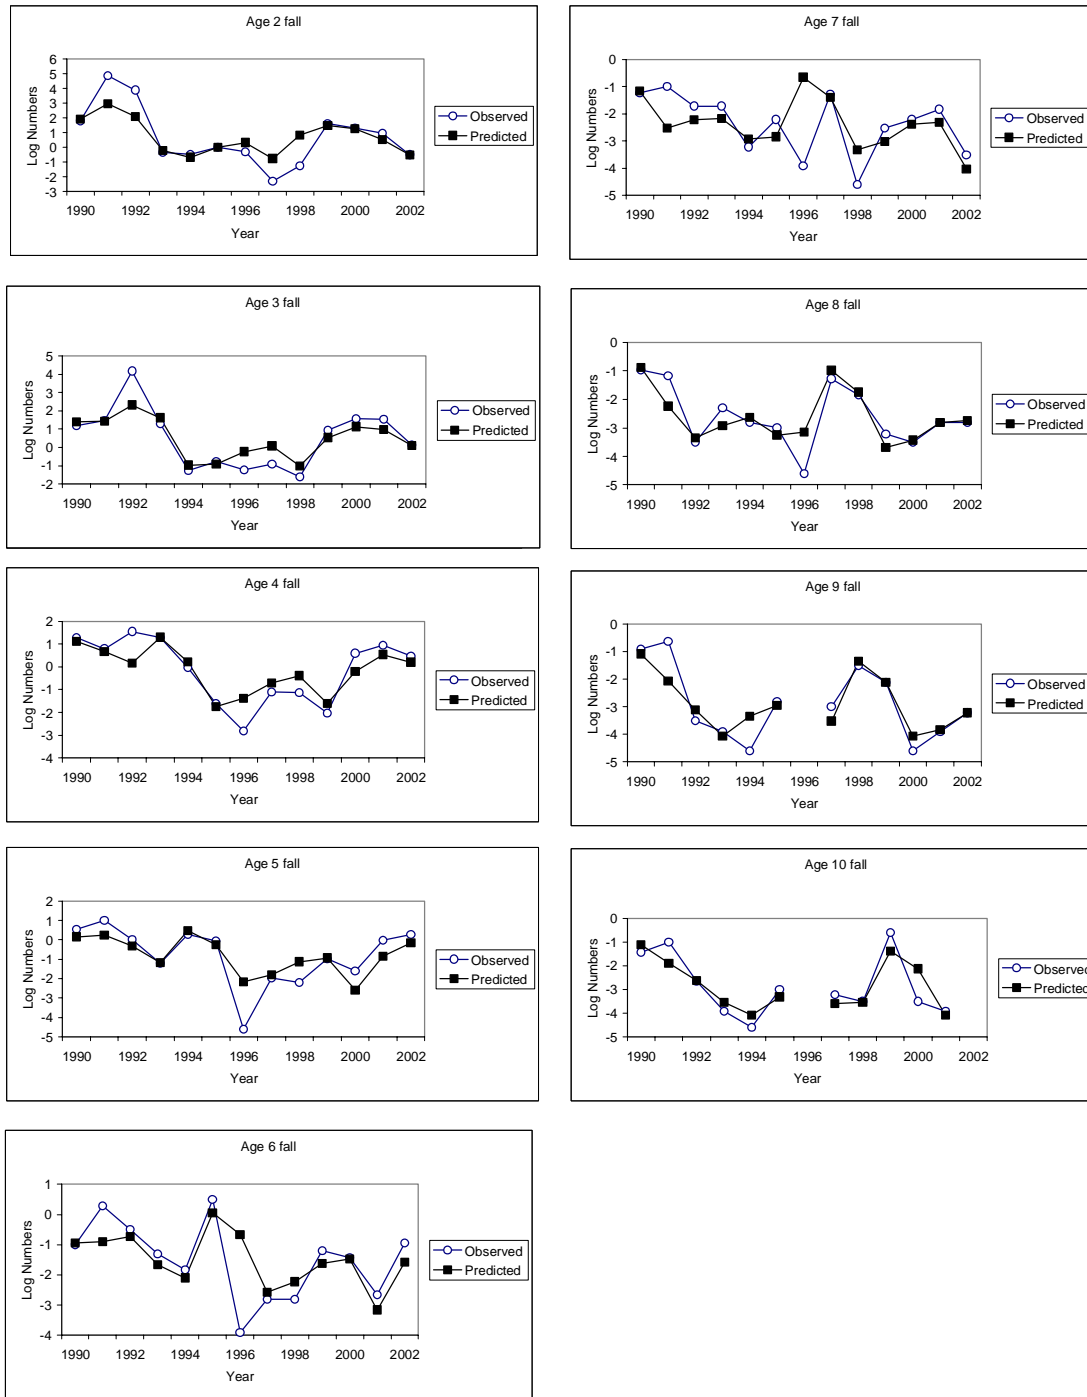 Age 2 fall
6
5
4
3
2
1
0
-1
-2
-3
Log Numbers
1990 1992 1994 1996 1998 2000 2002
Year
Observed
Predicted
Age 3 fall
5
4
3
2
1
0
-1
-2
Log Numbers
1990 1992 1994 1996 1998 2000 2002
Year
Observed
Predicted
Age 4 fall
2
1
0
-1
-2
-3
-4
Log Numbers
1990 1992 1994 1996 1998 2000 2002
Year
Observed
Predicted
Age 5 fall
2
1
0
-1
-2
-3
-4
-5
Log Numbers
1990 1992 1994 1996 1998 2000 2002
Year
Observed
Predicted
Age 6 fall
1
0
-1
-2
-3
-4
Log Numbers
1990 1992 1994 1996 1998 2000 2002
Year
Observed
Predicted
Age 7 fall
0
-1
-2
-3
-4
-5
Log Numbers
1990 1992 1994 1996 1998 2000 2002
Year
Observed
Predicted
Age 8 fall
0
-1
-2
-3
-4
-5
Log Numbers
1990 1992 1994 1996 1998 2000 2002
Year
Observed
Predicted
Age 9 fall
0
-1
-2
-3
-4
-5
Log Numbers
1990 1992 1994 1996 1998 2000 2002
Year
Observed
Predicted
Age 10 fall
0
-1
-2
-3
-4
-5
Log Numbers
1990 1992 1994 1996 1998 2000 2002
Year
Observed
Predicted